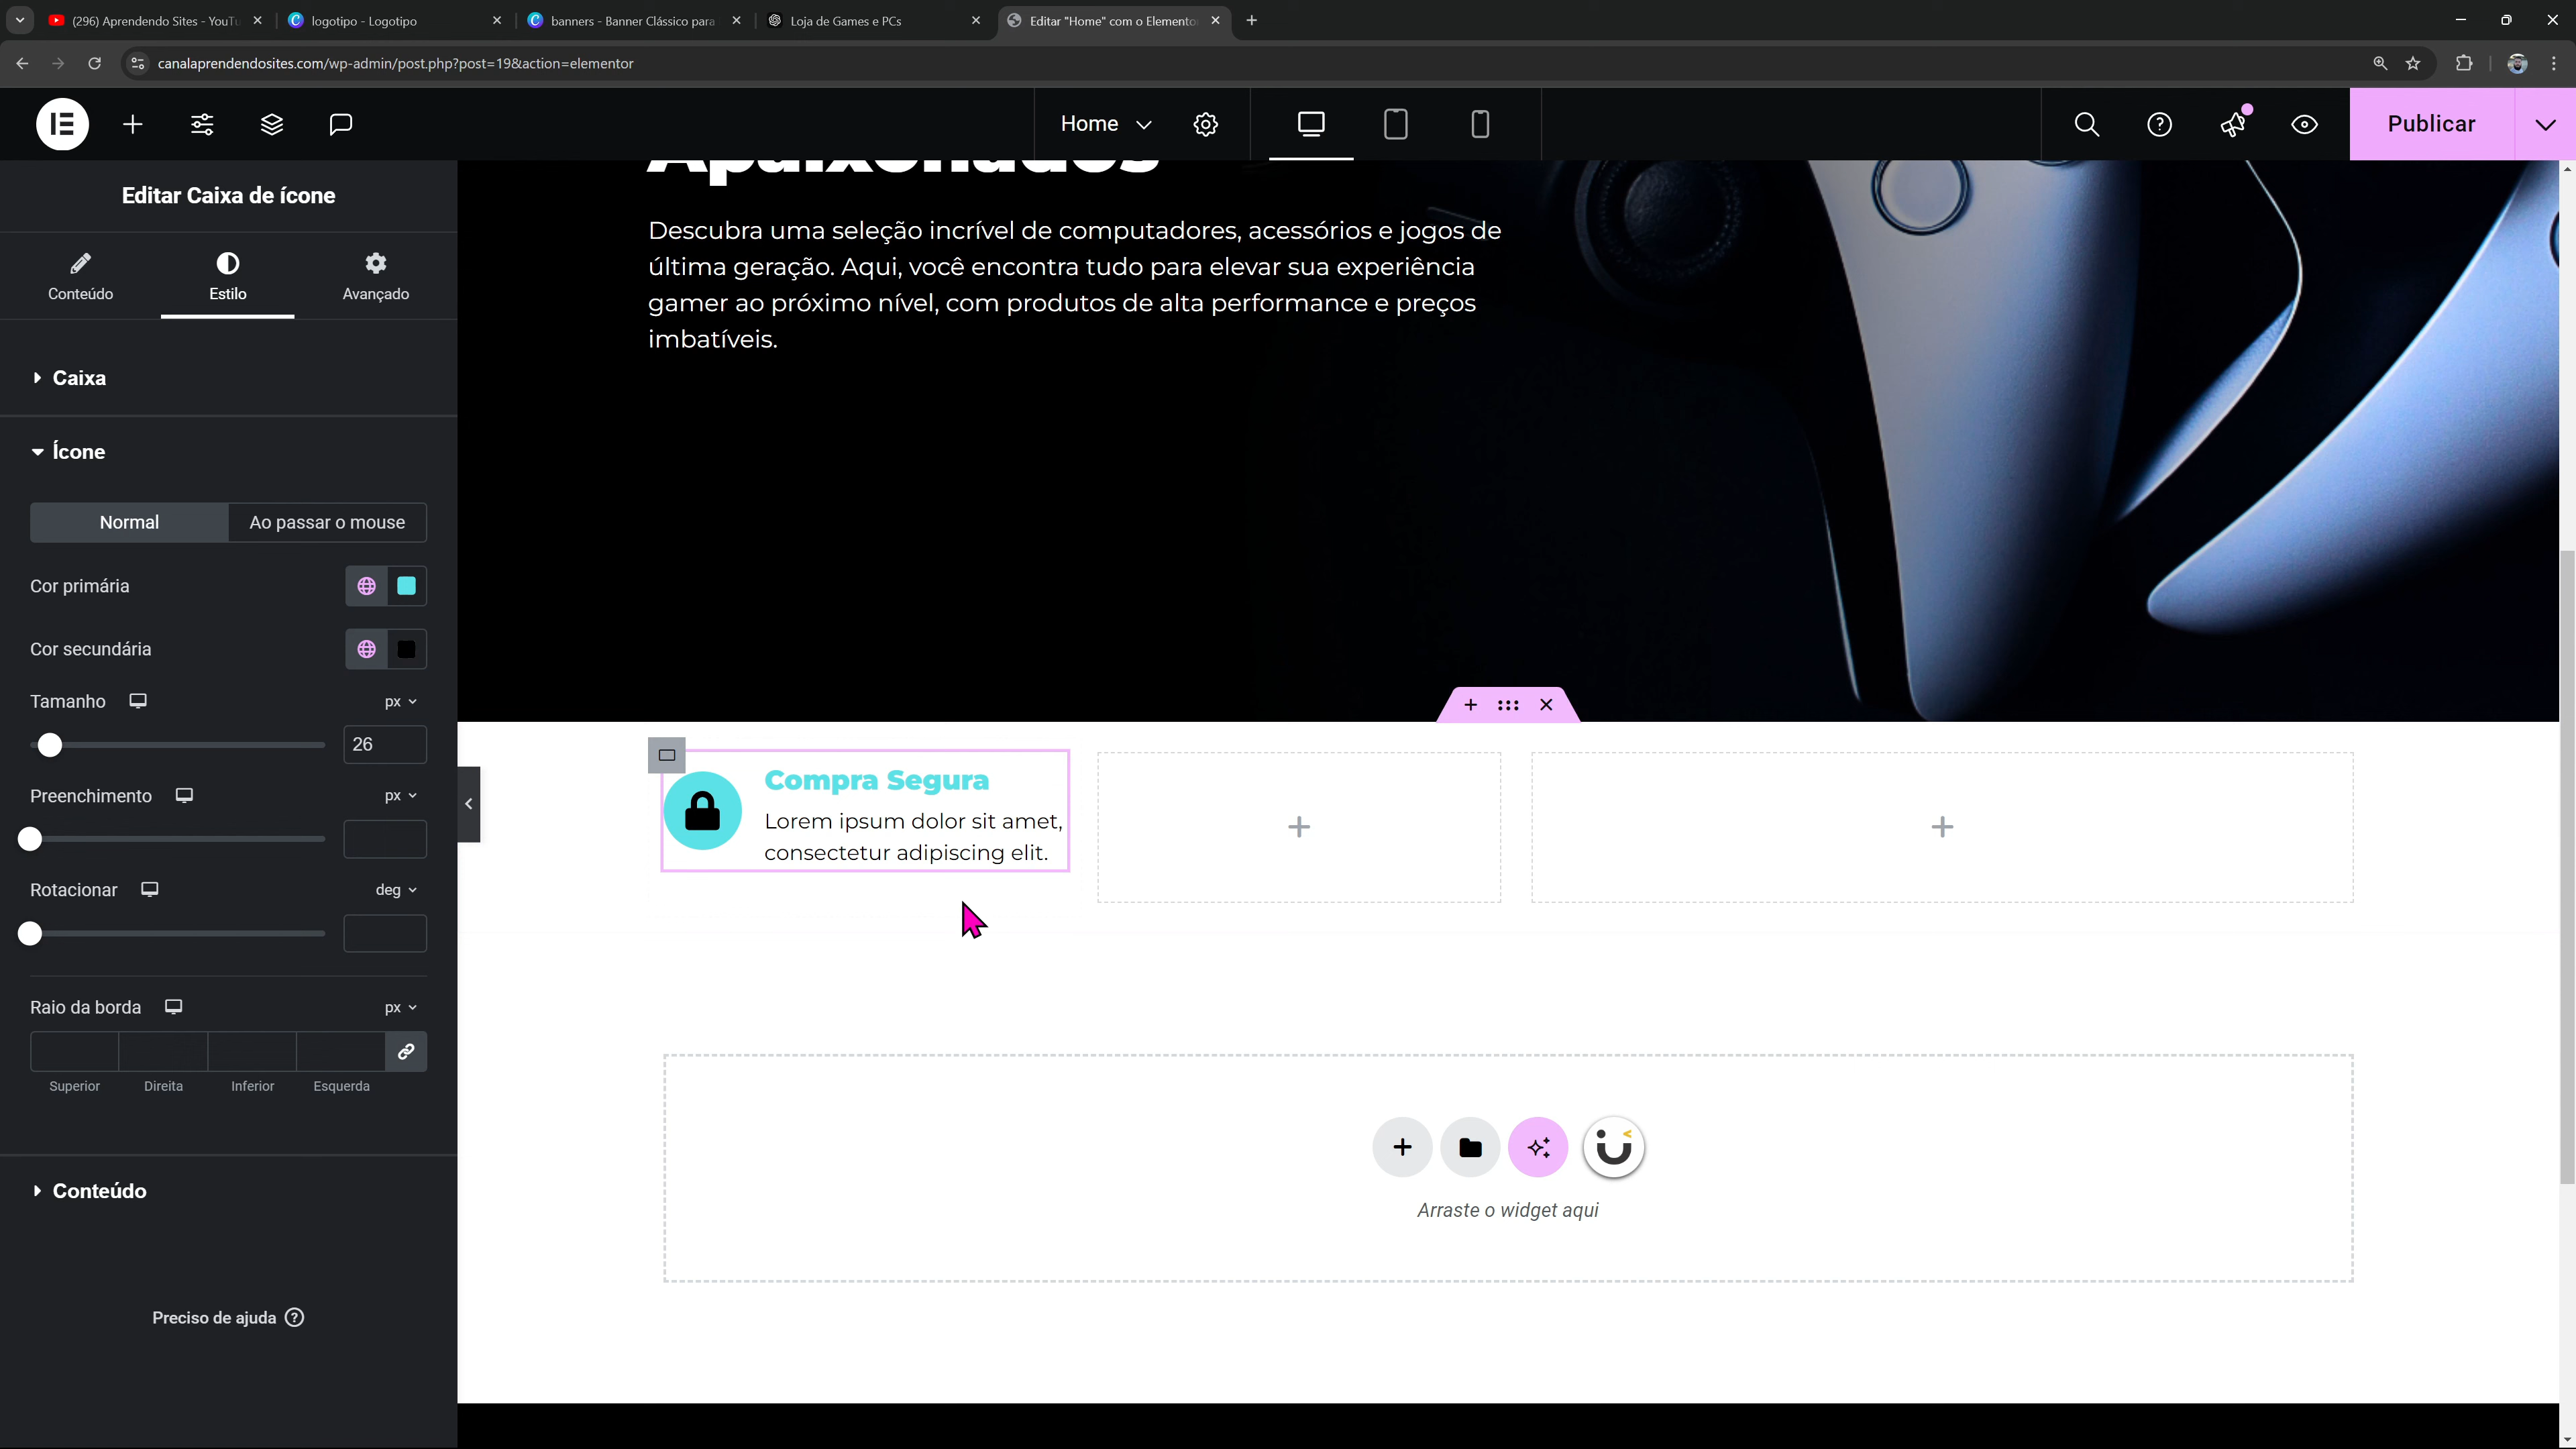 (296) Aprendendo Sites - YouTu
logotipo - Logotipo
banners - Banner Clássico para
Loja de Games e PCs
Editar "Home" com o Elemento
canalaprendendosites.com/wp-admin/post.php?post=19&action=elementor
Home
Publicar
Editar Caixa de ícone
Conteúdo
Estilo
Avançado
Caixa
Ícone
Normal
Ao passar o mouse
Cor primária
Cor secundária
Tamanho
px
26
Preenchimento
px
Rotacionar
deg
Raio da borda
px
Superior
Direita
Inferior
Esquerda
Conteúdo
Preciso de ajuda
Apaixonados
Descubra uma seleção incrível de computadores, acessórios e jogos de
última geração. Aqui, você encontra tudo para elevar sua experiência
gamer ao próximo nível, com produtos de alta performance e preços
imbatíveis.
Compra Segura
Lorem ipsum dolor sit amet,
consectetur adipiscing elit.
Arraste o widget aqui